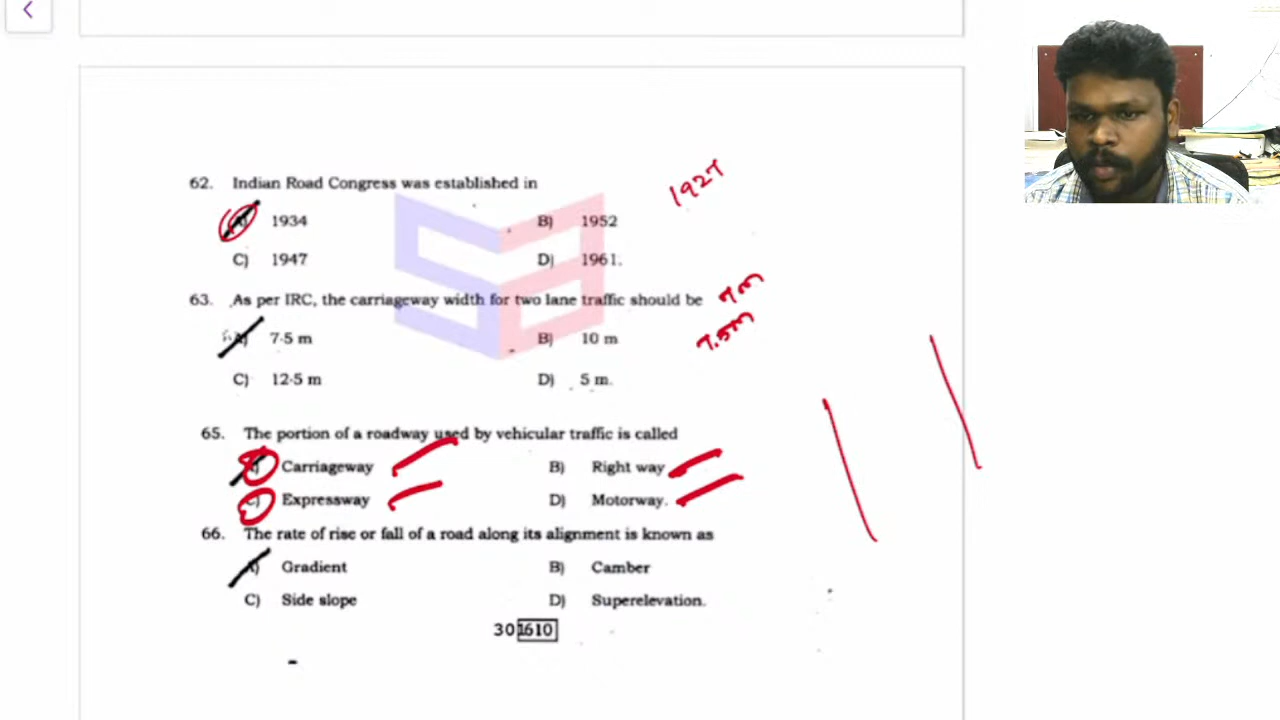 62. Indian Road Congress was established in
A) 1934 B) 1952
C) 1947 D) 1961.
1927
63. As per IRC, the carriageway width for two lane traffic should be
7m
7·5 m B) 10 m
7.5m
C) 12·5 m D) 5 m.
65. The portion of a roadway used by vehicular traffic is called
Carriageway B) Right way
C) Expressway D) Motorway.
66. The rate of rise or fall of a road along its alignment is known as
Gradient B) Camber
C) Side slope D) Superelevation.
30 1610